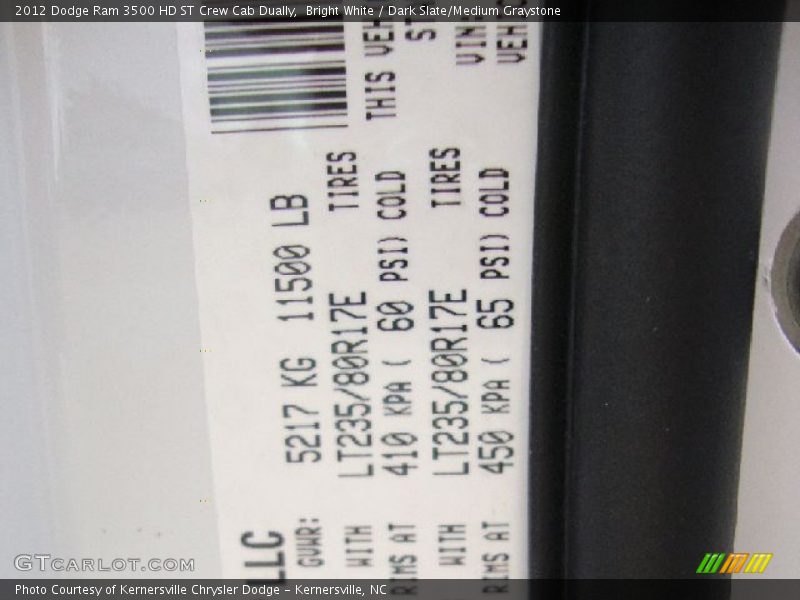 2012 Dodge Ram 3500 HD ST Crew Cab Dually,  Bright White / Dark Slate/Medium Graystone
LLC
GVWR: 5217 KG 11500 LB
WITH LT235/80R17E TIRES
RIMS AT 410 KPA ( 60 PSI) COLD
THIS VEH
ST
WITH LT235/80R17E TIRES
RIMS AT 450 KPA ( 65 PSI) COLD
GTCARLOT.COM
Photo Courtesy of Kernersville Chrysler Dodge – Kernersville, NC